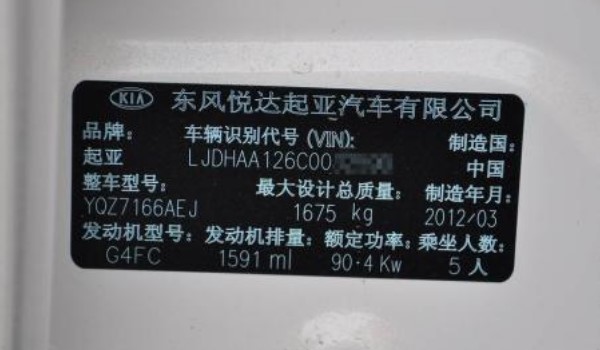 KIA 东风悦达起亚汽车有限公司
品牌: 车辆识别代号 (VIN): 制造国:
起亚 LJDHAA126C00 中国
整车型号: 最大设计总质量: 制造年月:
YQZ7166AEJ 1675 kg 2012/03
发动机型号: 发动机排量: 额定功率: 乘坐人数:
G4FC 1591 ml 90·4 Kw 5 人